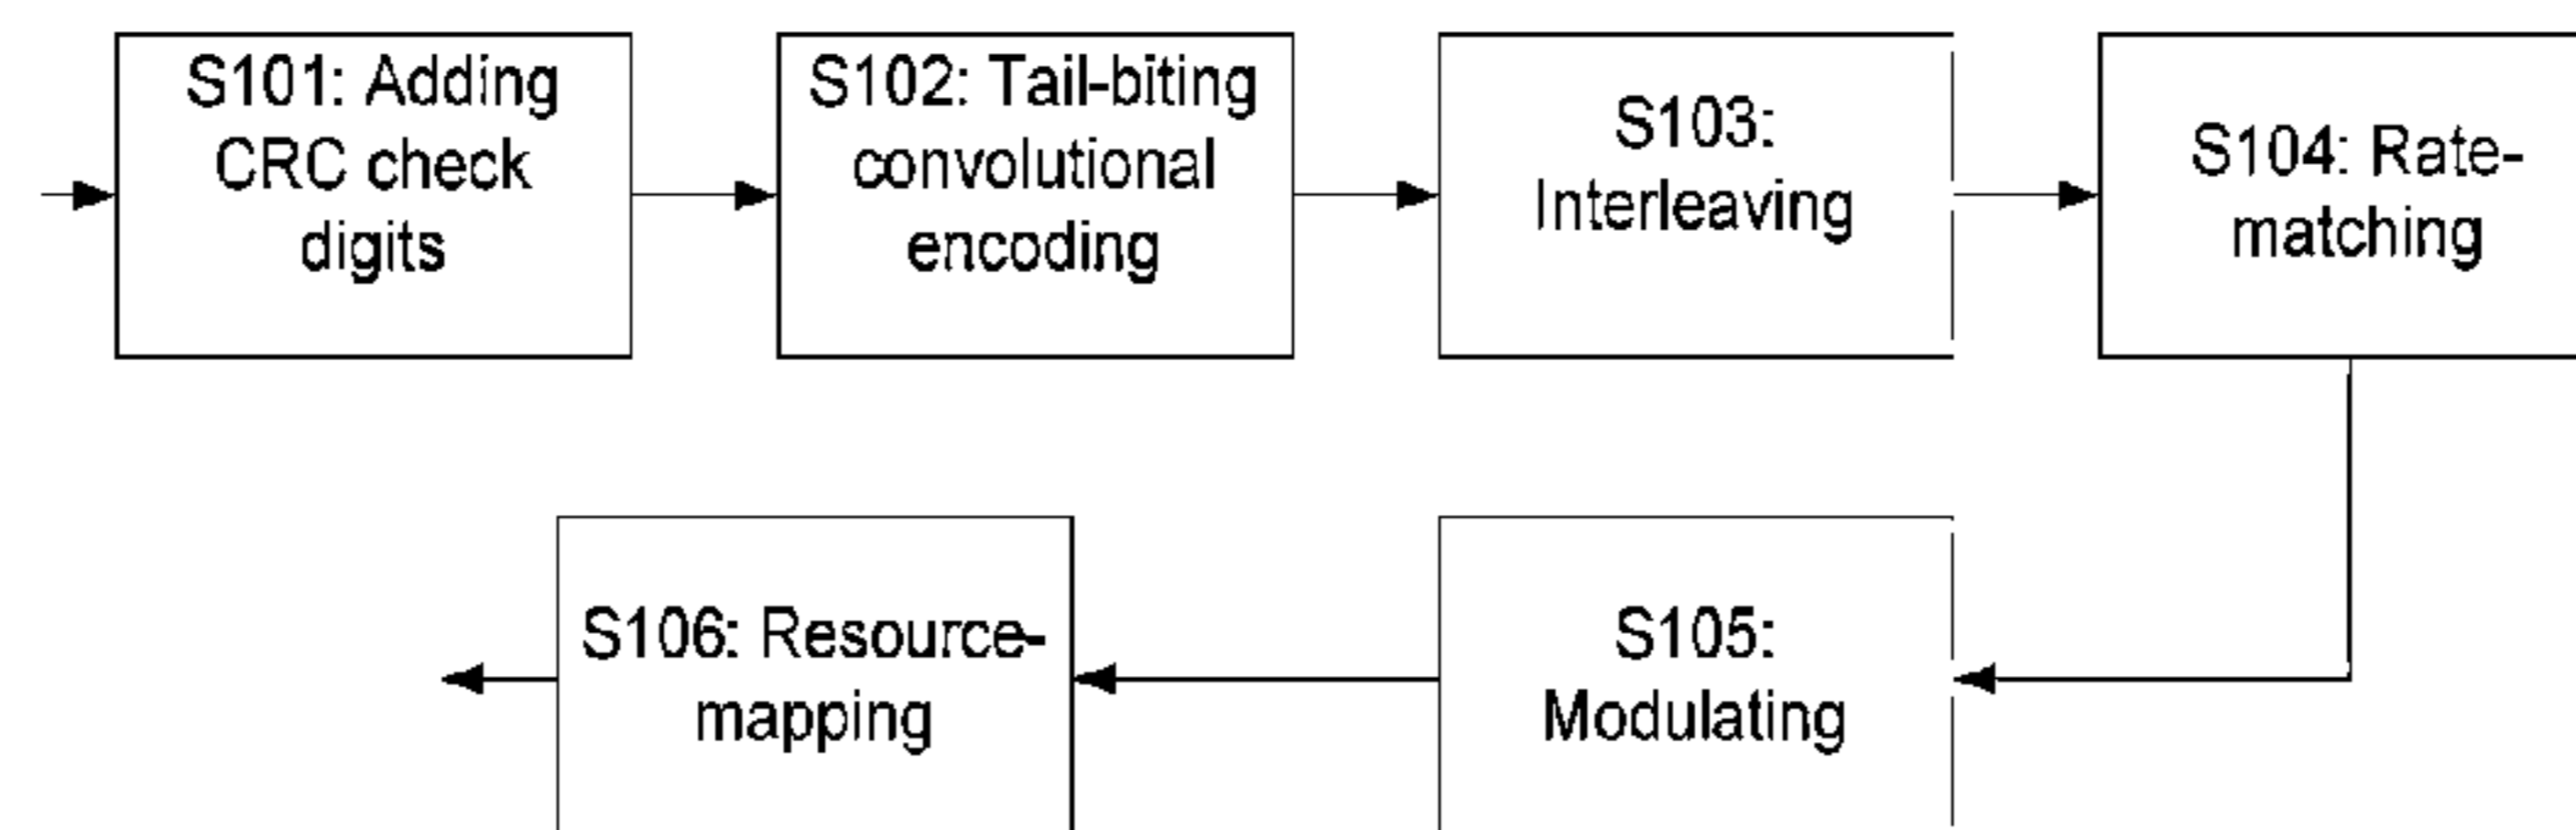 S101: Adding
CRC check
digits
S102: Tail-biting
convolutional
encoding
S103:
Interleaving
S104: Rate-
matching
S106: Resource-
mapping
S105:
Modulating